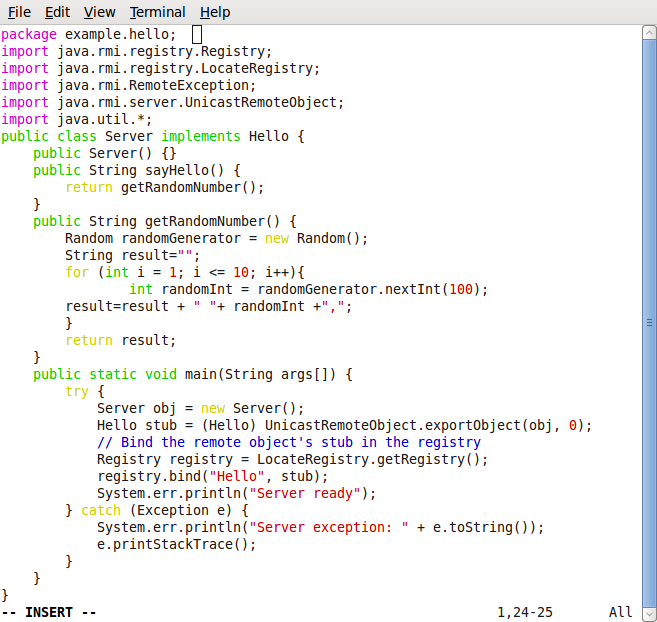 File Edit View Terminal Help
package example.hello;
import java.rmi.registry.Registry;
import java.rmi.registry.LocateRegistry;
import java.rmi.RemoteException;
import java.rmi.server.UnicastRemoteObject;
import java.util.*;
public class Server implements Hello {
    public Server() {}
    public String sayHello() {
        return getRandomNumber();
    }
    public String getRandomNumber() {
        Random randomGenerator = new Random();
        String result="";
        for (int i = 1; i <= 10; i++){
                int randomInt = randomGenerator.nextInt(100);
        result=result + " "+ randomInt +",";
        }
        return result;
    }
    public static void main(String args[]) {
        try {
            Server obj = new Server();
            Hello stub = (Hello) UnicastRemoteObject.exportObject(obj, 0);
            // Bind the remote object's stub in the registry
            Registry registry = LocateRegistry.getRegistry();
            registry.bind("Hello", stub);
            System.err.println("Server ready");
        } catch (Exception e) {
            System.err.println("Server exception: " + e.toString());
            e.printStackTrace();
        }
    }
}
-- INSERT -- 1,24-25 All